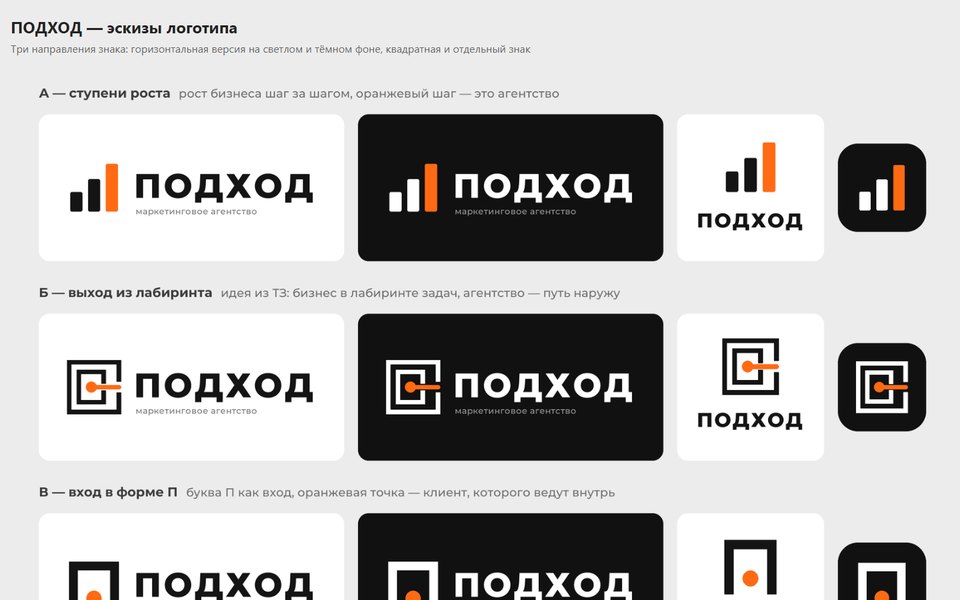 ПОДХОД — эскизы логотипа
Три направления знака: горизонтальная версия на светлом и тёмном фоне, квадратная и отдельный знак
А — ступени роста рост бизнеса шаг за шагом, оранжевый шаг — это агентство
ПОДХОД
маркетинговое агентство
ПОДХОД
маркетинговое агентство
ПОДХОД
Б — выход из лабиринта идея из ТЗ: бизнес в лабиринте задач, агентство — путь наружу
ПОДХОД
маркетинговое агентство
ПОДХОД
маркетинговое агентство
ПОДХОД
В — вход в форме П буква П как вход, оранжевая точка — клиент, которого ведут внутрь
ПОДХОД
ПОДХОД